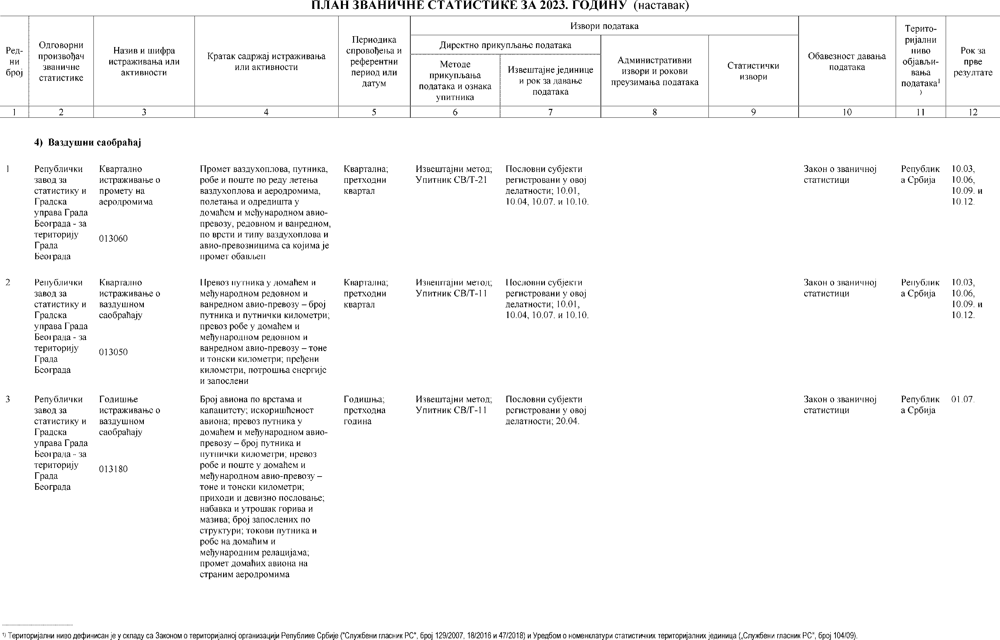 ПЛАН ЗВАНИЧНЕ СТАТИСТИКЕ ЗА 2023. ГОДИНУ (наставак)
Ред-
ни
број
Одговорни
произвођач
званичне
статистике
Назив и шифра
истраживања или
активности
Кратак садржај истраживања
или активности
Периодика
спровођења и
референтни
период или
датум
Извори података
Директно прикупљање података
Методе
прикупљања
података и ознака
упитника
Извештајне јединице
и рок за давање
података
Административни
извори и рокови
преузимања података
Статистички
извори
Обавезност давања
података
Терито-
ријални
ниво
објављи-
вања
података¹
)
Рок за
прве
резултате
1 2 3 4 5 6 7 8 9 10 11 12
4) Ваздушни саобраћај
1
Републички
завод за
статистику и
Градска
управа Града
Београда - за
територију
Града
Београда
Квартално
истраживање о
промету на
аеродромима
013060
Промет ваздухоплова, путника,
робе и поште по реду летења
ваздухоплова и аеродромима,
полетања и одредишта у
домаћем и међународном авио-
превозу, редовном и ванредном,
по врсти и типу ваздухоплова и
авио-превозницима са којима је
промет обављен
Квартална;
претходни
квартал
Извештајни метод;
Упитник СВ/Т-21
Пословни субјекти
регистровани у овој
делатности; 10.01,
10.04, 10.07. и 10.10.
Закон о званичној
статистици
Републик
а Србија
10.03,
10.06,
10.09. и
10.12.
2
Републички
завод за
статистику и
Градска
управа Града
Београда - за
територију
Града
Београда
Квартално
истраживање о
ваздушном
саобраћају
013050
Превоз путника у домаћем и
међународном редовном и
ванредном авио-превозу – број
путника и путнички километри;
превоз робе у домаћем и
међународном редовном и
ванредном авио-превозу – тоне
и тонски километри; пређени
километри, потрошња енергије
и запослени
Квартална;
претходни
квартал
Извештајни метод;
Упитник СВ/Т-11
Пословни субјекти
регистровани у овој
делатности; 10.01,
10.04, 10.07. и 10.10.
Закон о званичној
статистици
Републик
а Србија
10.03,
10.06,
10.09. и
10.12.
3
Републички
завод за
статистику и
Градска
управа Града
Београда - за
територију
Града
Београда
Годишње
истраживање о
ваздушном
саобраћају
013180
Број авиона по врстама и
капацитету; искоришћеност
авиона; превоз путника у
домаћем и међународном авио-
превозу – број путника и
путнички километри; превоз
робе и поште у домаћем и
међународном авио-превозу –
тоне и тонски километри;
приходи и девизно пословање;
набавка и утрошак горива и
мазива; број запослених по
структури; токови путника и
робе на домаћим и
међународним релацијама;
промет домаћих авиона на
страним аеродромима
Годишња;
претходна
година
Извештајни метод;
Упитник СВ/Г-11
Пословни субјекти
регистровани у овој
делатности; 20.04.
Закон о званичној
статистици
Републик
а Србија
01.07.
¹⁾ Територијални ниво дефинисан је у складу са Законом о територијалној организацији Републике Србије ("Службени гласник РС", број 129/2007, 18/2016 и 47/2018) и Уредбом о номенклатури статистичких територијалних јединица („Службени гласник РС", број 104/09).